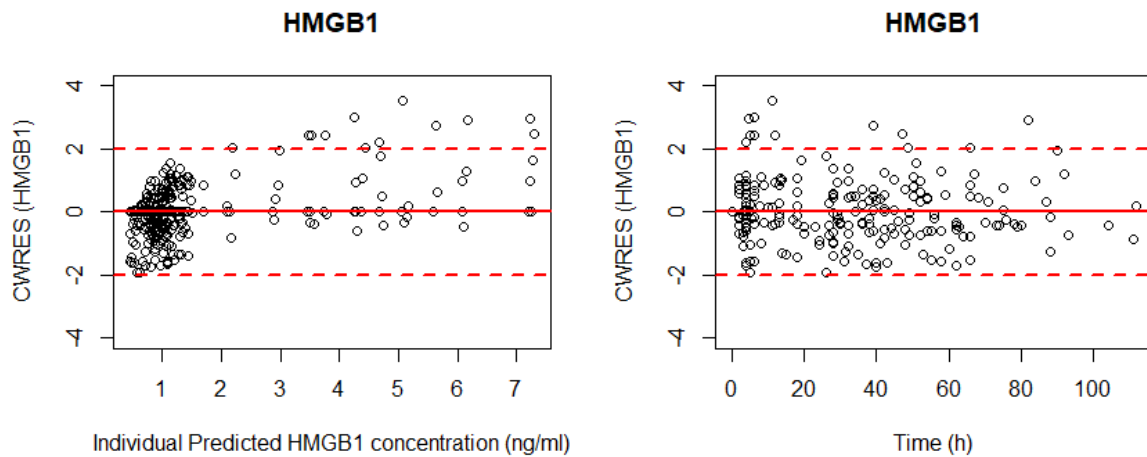 HMGB1
CWRES (HMGB1)
4
2
0
-2
-4
1 2 3 4 5 6 7
Individual Predicted HMGB1 concentration (ng/ml)
HMGB1
CWRES (HMGB1)
4
2
0
-2
-4
0 20 40 60 80 100
Time (h)